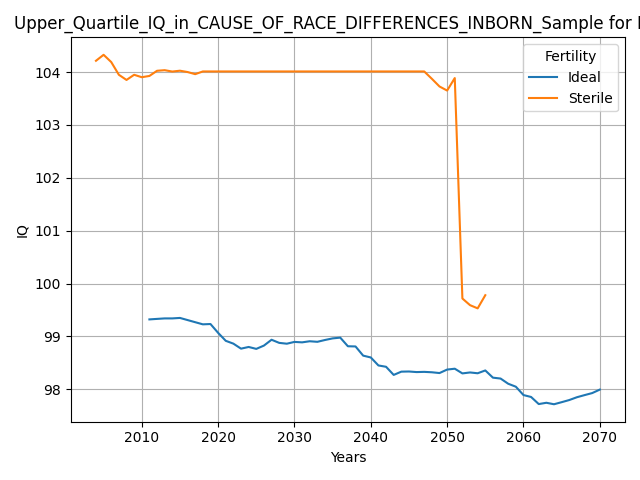 Upper_Quartile_IQ_in_CAUSE_OF_RACE_DIFFERENCES_INBORN_Sample for
Fertility
Ideal
Sterile
104
103
102
101
100
99
98
IQ
2010 2020 2030 2040 2050 2060 2070
Years